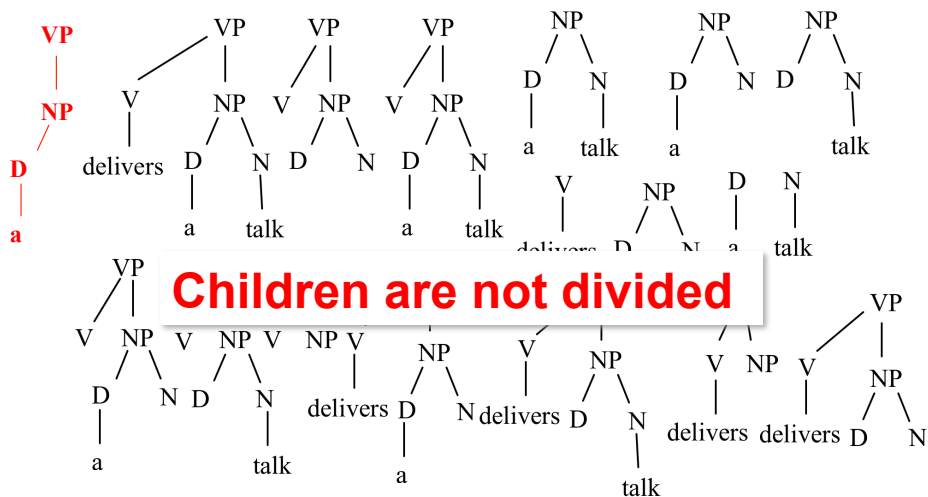 VP VP VP VP NP NP NP
D N D N D N
NP V NP V NP V NP
a talk a talk
D delivers D N D N D N
V NP D N
a a talk a talk
delivers D N a talk
VP
Children are not divided
VP
V NP V NP V NP V NP V NP V NP V NP
D N D N delivers D N delivers D N delivers delivers D N
a talk a talk